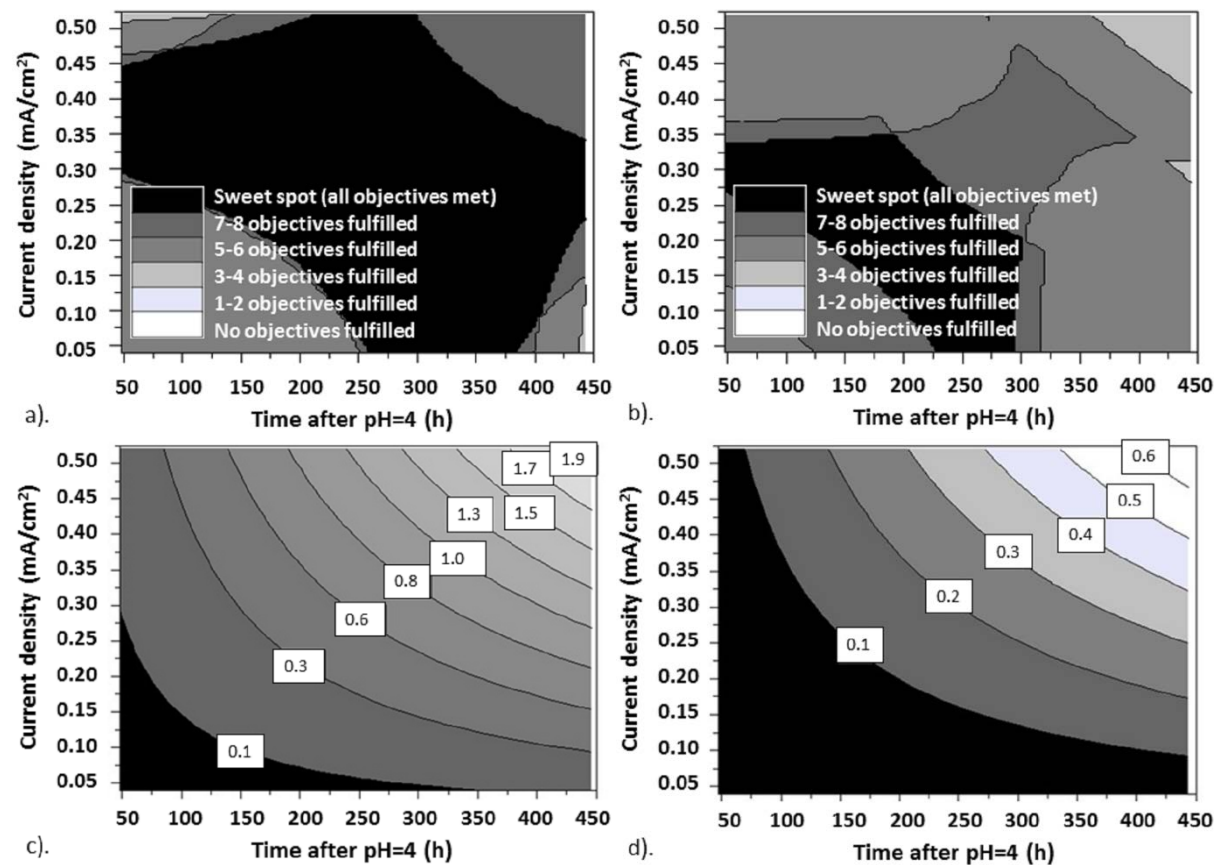 0.50
0.45
0.40
0.35
0.30
0.25
0.20
0.15
0.10
0.05
Current density (mA/cm²)
Sweet spot (all objectives met)
7-8 objectives fulfilled
5-6 objectives fulfilled
3-4 objectives fulfilled
1-2 objectives fulfilled
No objectives fulfilled
50 100 150 200 250 300 350 400 450
a). Time after pH=4 (h)
0.50
0.45
0.40
0.35
0.30
0.25
0.20
0.15
0.10
0.05
Current density (mA/cm²)
Sweet spot (all objectives met)
7-8 objectives fulfilled
5-6 objectives fulfilled
3-4 objectives fulfilled
1-2 objectives fulfilled
No objectives fulfilled
50 100 150 200 250 300 350 400 450
b). Time after pH=4 (h)
0.50
0.45
0.40
0.35
0.30
0.25
0.20
0.15
0.10
0.05
Current density (mA/cm²)
1.9
1.7
1.5
1.3
1.0
0.8
0.6
0.3
0.1
50 100 150 200 250 300 350 400 450
c). Time after pH=4 (h)
0.50
0.45
0.40
0.35
0.30
0.25
0.20
0.15
0.10
0.05
Current density (mA/cm²)
0.6
0.5
0.4
0.3
0.2
0.1
50 100 150 200 250 300 350 400 450
d). Time after pH=4 (h)